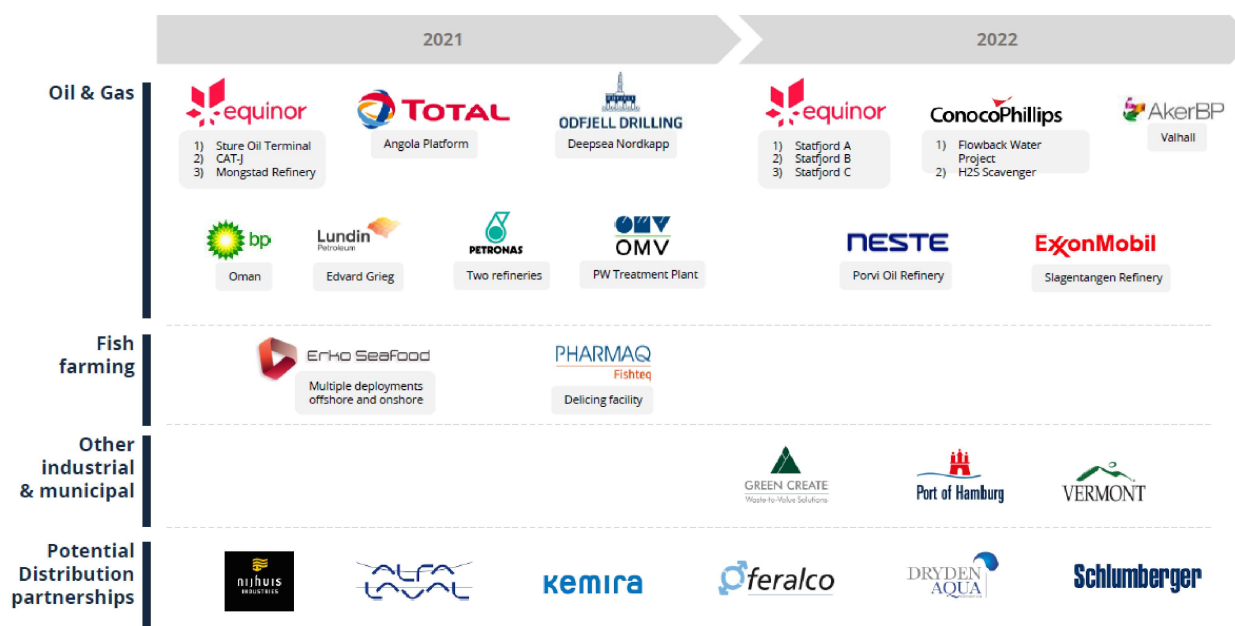 2021
2022
Oil & Gas
equinor
1) Sture Oil Terminal
2) CAT-J
3) Mongstad Refinery
TOTAL
Angola Platform
ODFJELL DRILLING
Deepsea Nordkapp
equinor
1) Statfjord A
2) Statfjord B
3) Statfjord C
ConocoPhillips
1) Flowback Water
Project
2) H2S Scavenger
AkerBP
Valhall
bp
Oman
Lundin
Petroleum
Edvard Grieg
PETRONAS
Two refineries
OMV
OMV
PW Treatment Plant
NESTE
Porvi Oil Refinery
ExxonMobil
Slagentangen Refinery
Fish
farming
Erko SeaFood
Multiple deployments
offshore and onshore
PHARMAQ
Fishteq
Delicing facility
Other
industrial
& municipal
GREEN CREATE
Waste-to-Value Solutions
Port of Hamburg
VERMONT
Potential
Distribution
partnerships
NIJHUIS
INDUSTRIES
ALFA
LAVAL
kemira
feralco
DRYDEN
AQUA
Schlumberger